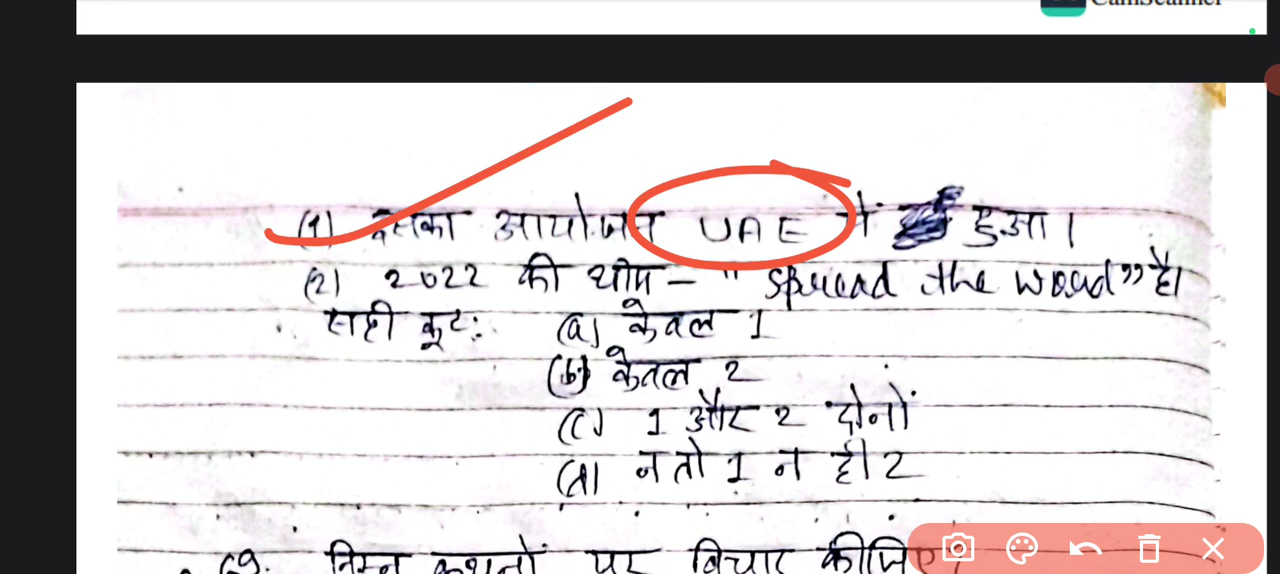 CamScanner
(1) इसका आयोजन UAE में हुआ।
(2) 2022 की थीम - "spread the word" है।
सही कूट: (a) केवल 1
(b) केवल 2
(c) 1 और 2 दोनों
(d) न तो 1 न ही 2
69. निम्न कथनों पर विचार कीजिए।